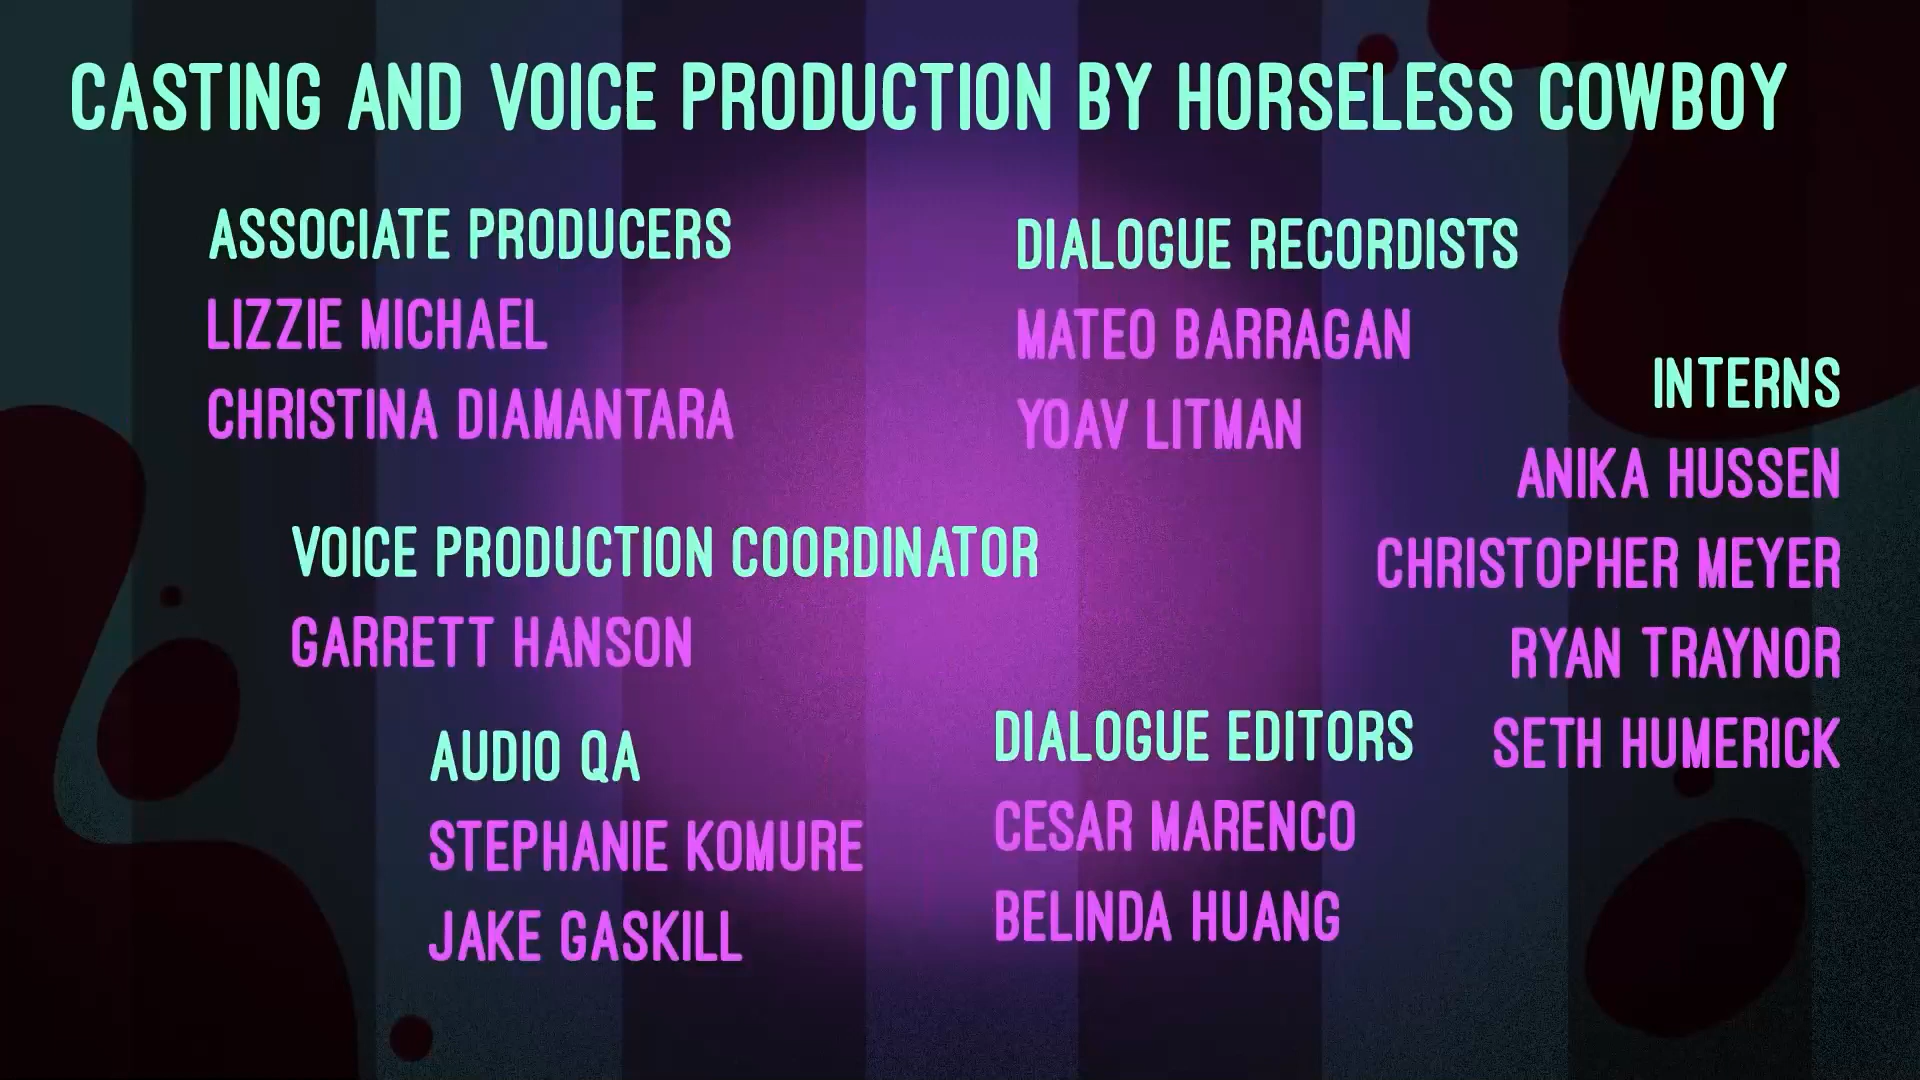 CASTING AND VOICE PRODUCTION BY HORSELESS COWBOY
ASSOCIATE PRODUCERS
LIZZIE MICHAEL
CHRISTINA DIAMANTARA
VOICE PRODUCTION COORDINATOR
GARRETT HANSON
AUDIO QA
STEPHANIE KOMURE
JAKE GASKILL
DIALOGUE RECORDISTS
MATEO BARRAGAN
YOAV LITMAN
DIALOGUE EDITORS
CESAR MARENCO
BELINDA HUANG
INTERNS
ANIKA HUSSEN
CHRISTOPHER MEYER
RYAN TRAYNOR
SETH HUMERICK